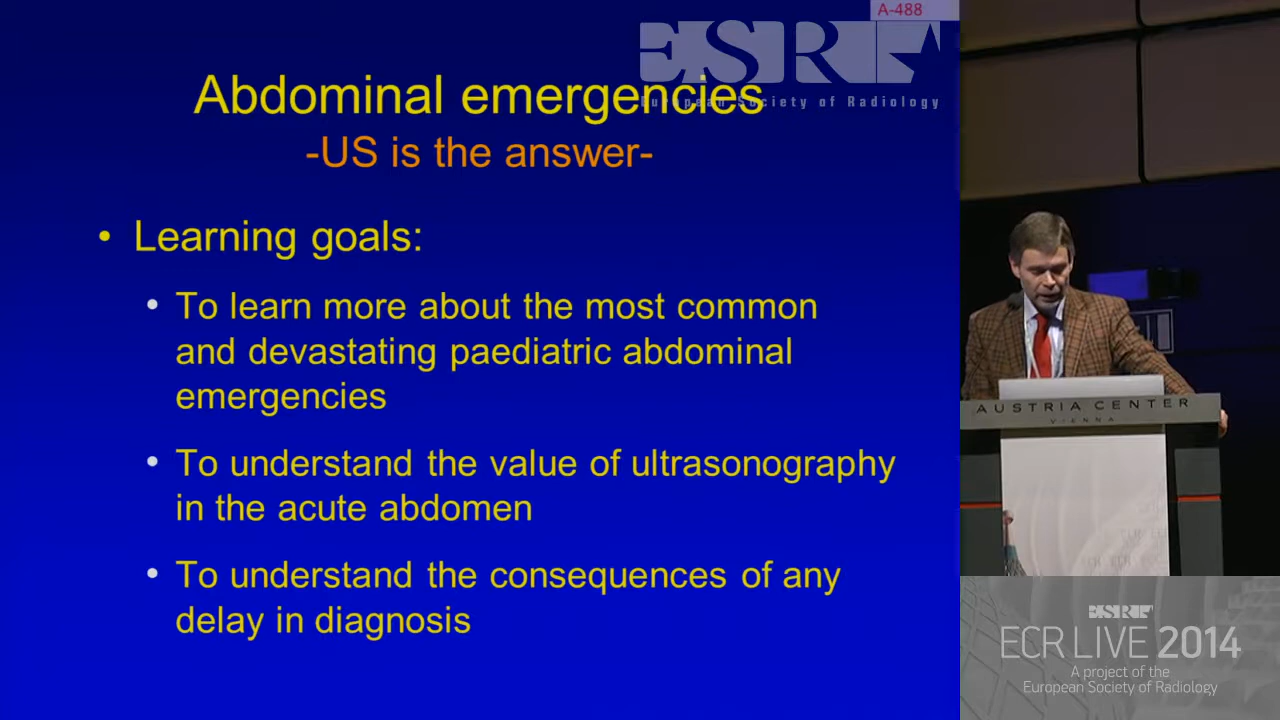 A-488
ESR
European Society of Radiology
Abdominal emergencies
-US is the answer-
• Learning goals:
• To learn more about the most common
and devastating paediatric abdominal
emergencies
• To understand the value of ultrasonography
in the acute abdomen
• To understand the consequences of any
delay in diagnosis
AUSTRIA CENTER
VIENNA
ESR
ECR LIVE 2014
A project of the
European Society of Radiology